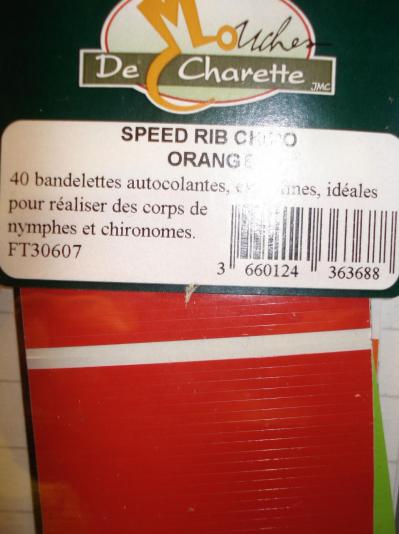 Mouches
De Charette
JMC
SPEED RIB CHIRO
ORANGE
40 bandelettes autocolantes, idéales
pour réaliser des corps de
nymphes et chironomes.
FT30607
3 660124 363688